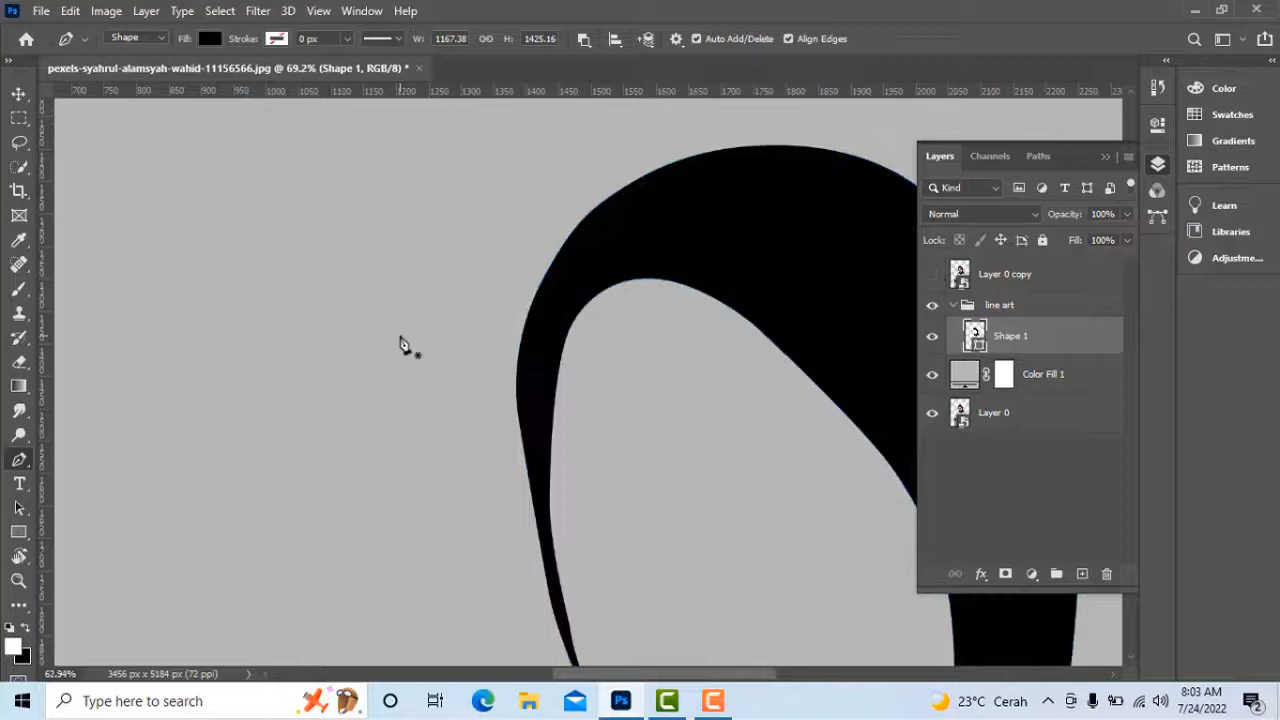 Ps File Edit Image Layer Type Select Filter 3D View Window Help
Shape Fill: Stroke: 0 px W: 1167.38 H: 1425.16 Auto Add/Delete Align Edges
pexels-syahrul-alamsyah-wahid-11156566.jpg @ 69.2% (Shape 1, RGB/8) * ×
700 750 800 850 900 950 1000 1050 1100 1150 1200 1250 1300 1350 1400 1450 1500 1550 1600 1650 1700 1750 1800 1850 1900 1950 2000 2050 2100 2150 2200 2250
Color
Swatches
Gradients
Patterns
Learn
Libraries
Adjustme...
Layers Channels Paths
Kind
Normal Opacity: 100%
Lock: Fill: 100%
Layer 0 copy
line art
Shape 1
Color Fill 1
Layer 0
fx
62.94% 3456 px x 5184 px (72 ppi)
Type here to search
Ps
23°C Cerah
8:03 AM
7/24/2022
2